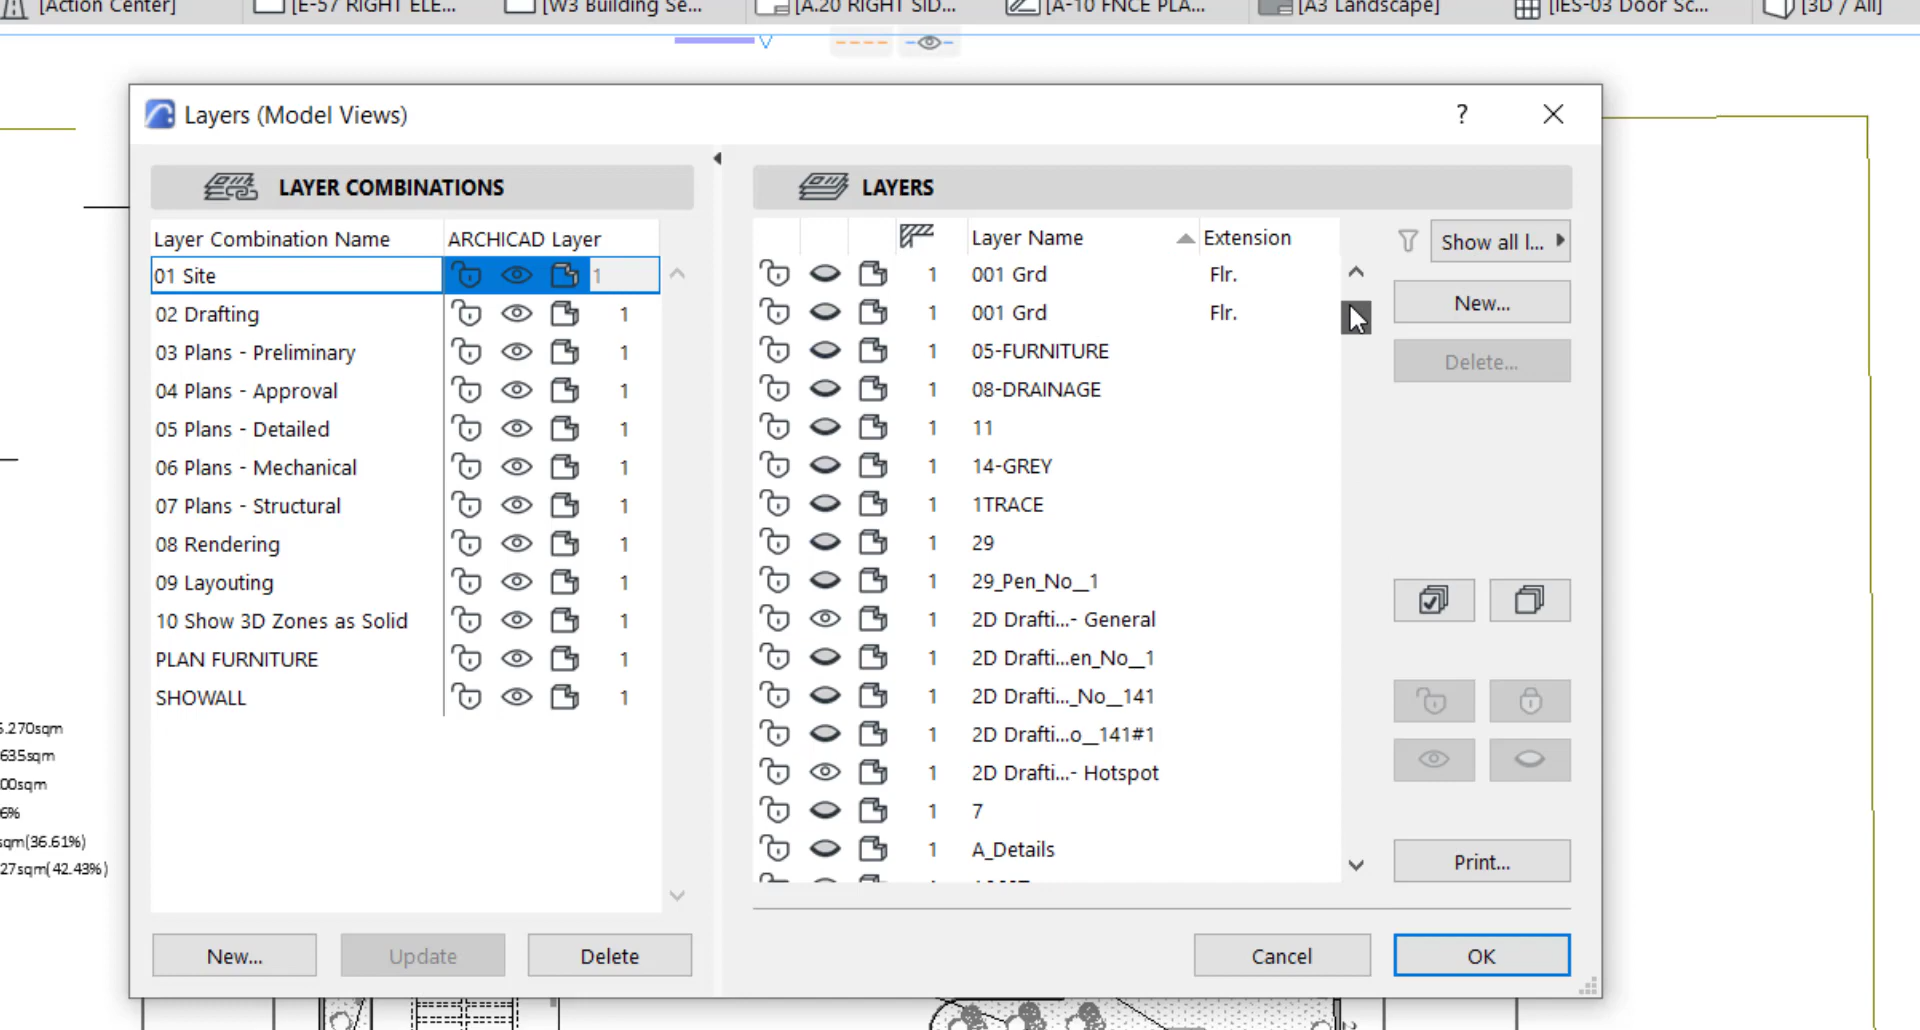 [Action Center]
[E-57 RIGHT ELE...
[W3 Building Se...
[A.20 RIGHT SID...
[A-10 FNCE PLA...
[A3 Landscape]
[IES-03 Door Sc...
[3D / All]
Layers (Model Views)
?
LAYER COMBINATIONS
LAYERS
Layer Combination Name
ARCHICAD Layer
01 Site 1
02 Drafting 1
03 Plans - Preliminary 1
04 Plans - Approval 1
05 Plans - Detailed 1
06 Plans - Mechanical 1
07 Plans - Structural 1
08 Rendering 1
09 Layouting 1
10 Show 3D Zones as Solid 1
PLAN FURNITURE 1
SHOWALL 1
Layer Name
Extension
1 001 Grd Flr.
1 001 Grd Flr.
1 05-FURNITURE
1 08-DRAINAGE
1 11
1 14-GREY
1 1TRACE
1 29
1 29_Pen_No__1
1 2D Drafti...- General
1 2D Drafti...en_No__1
1 2D Drafti..._No__141
1 2D Drafti...o__141#1
1 2D Drafti...- Hotspot
1 7
1 A_Details
Show all l...
New...
Delete...
Print...
New...
Update
Delete
Cancel
OK
5.270sqm
635sqm
00sqm
6%
sqm(36.61%)
27sqm(42.43%)